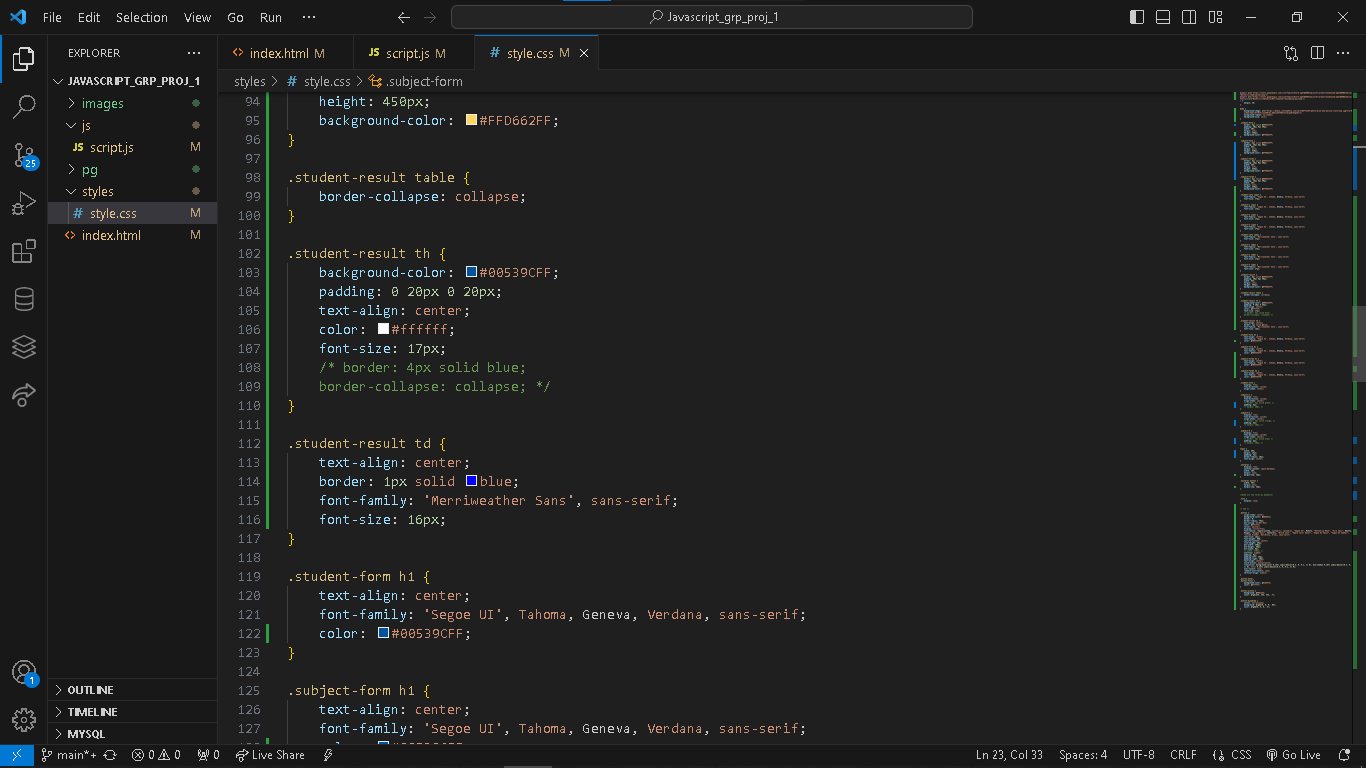 File Edit Selection View Go Run ··· Javascript_grp_proj_1
EXPLORER ···
JAVASCRIPT_GRP_PROJ_1
images
js
JS script.js M
pg
styles
# style.css M
<> index.html M
OUTLINE
TIMELINE
MYSQL
25
1
<> index.html M JS script.js M # style.css M
styles > # style.css > .subject-form
94 height: 450px;
95 background-color: #FFD662FF;
96 }
97
98 .student-result table {
99 border-collapse: collapse;
100 }
101
102 .student-result th {
103 background-color: #00539CFF;
104 padding: 0 20px 0 20px;
105 text-align: center;
106 color: #ffffff;
107 font-size: 17px;
108 /* border: 4px solid blue;
109 border-collapse: collapse; */
110 }
111
112 .student-result td {
113 text-align: center;
114 border: 1px solid blue;
115 font-family: 'Merriweather Sans', sans-serif;
116 font-size: 16px;
117 }
118
119 .student-form h1 {
120 text-align: center;
121 font-family: 'Segoe UI', Tahoma, Geneva, Verdana, sans-serif;
122 color: #00539CFF;
123 }
124
125 .subject-form h1 {
126 text-align: center;
127 font-family: 'Segoe UI', Tahoma, Geneva, Verdana, sans-serif;
main*+ 0 0 0 Live Share Ln 23, Col 33 Spaces: 4 UTF-8 CRLF {} CSS Go Live